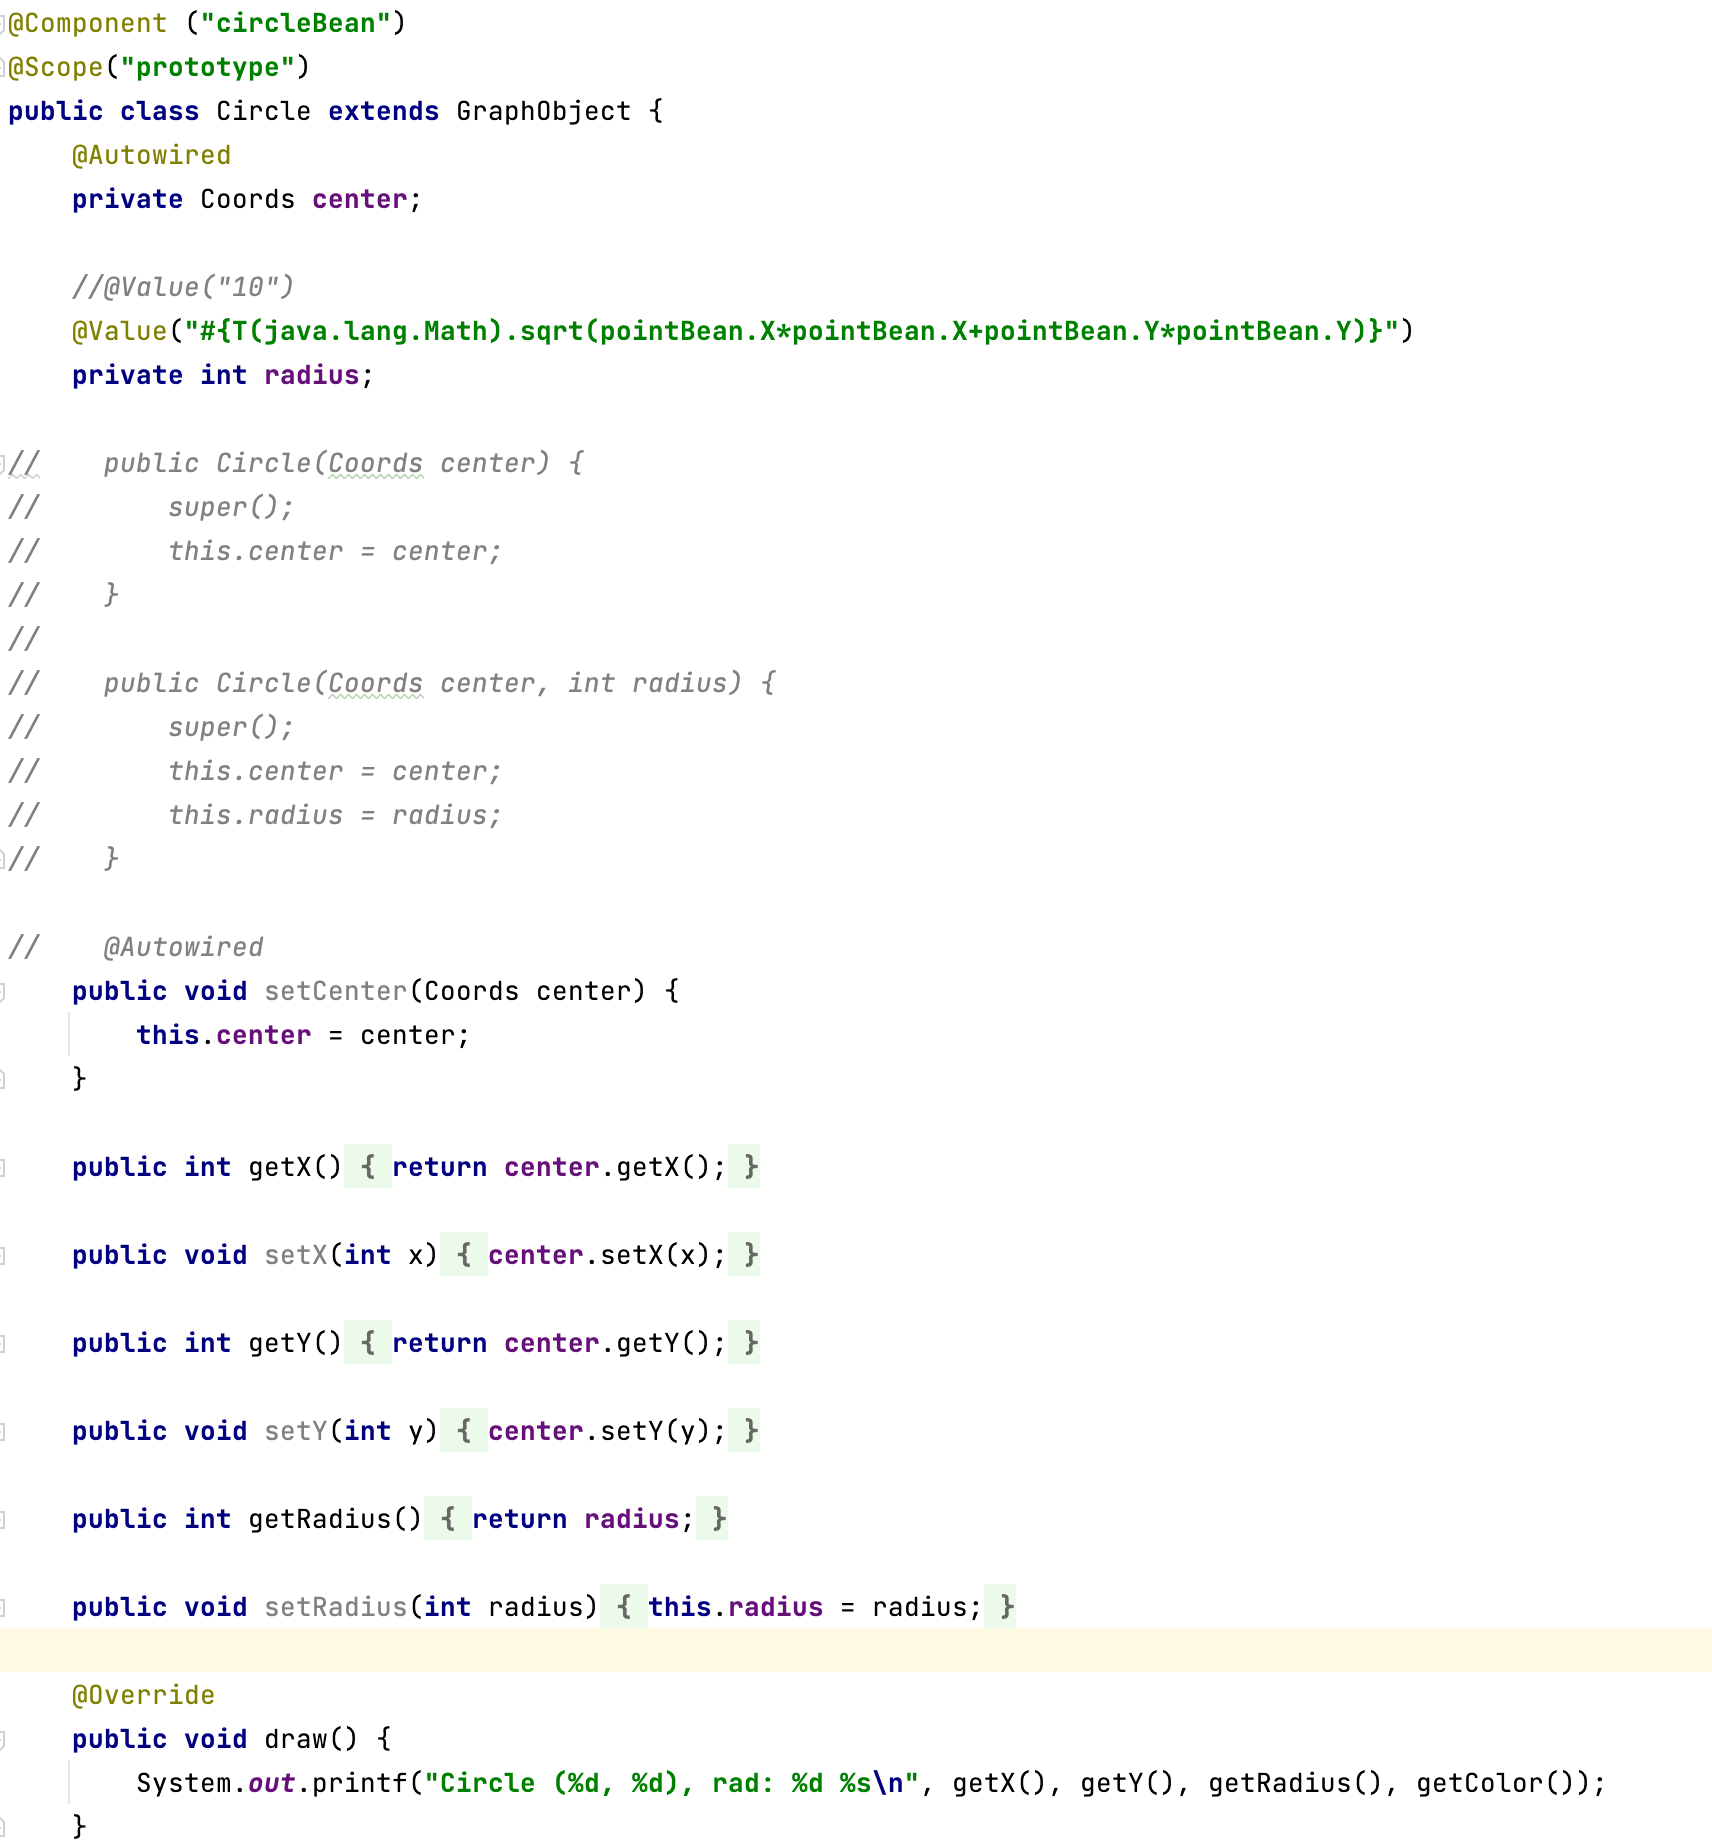 @Component ("circleBean")
@Scope("prototype")
public class Circle extends GraphObject {
    @Autowired
    private Coords center;

    //@Value("10")
    @Value("#{T(java.lang.Math).sqrt(pointBean.X*pointBean.X+pointBean.Y*pointBean.Y)}")
    private int radius;

//    public Circle(Coords center) {
//        super();
//        this.center = center;
//    }
//
//    public Circle(Coords center, int radius) {
//        super();
//        this.center = center;
//        this.radius = radius;
//    }

//    @Autowired
    public void setCenter(Coords center) {
        this.center = center;
    }

    public int getX() { return center.getX(); }

    public void setX(int x) { center.setX(x); }

    public int getY() { return center.getY(); }

    public void setY(int y) { center.setY(y); }

    public int getRadius() { return radius; }

    public void setRadius(int radius) { this.radius = radius; }

    @Override
    public void draw() {
        System.out.printf("Circle (%d, %d), rad: %d %s\n", getX(), getY(), getRadius(), getColor());
    }